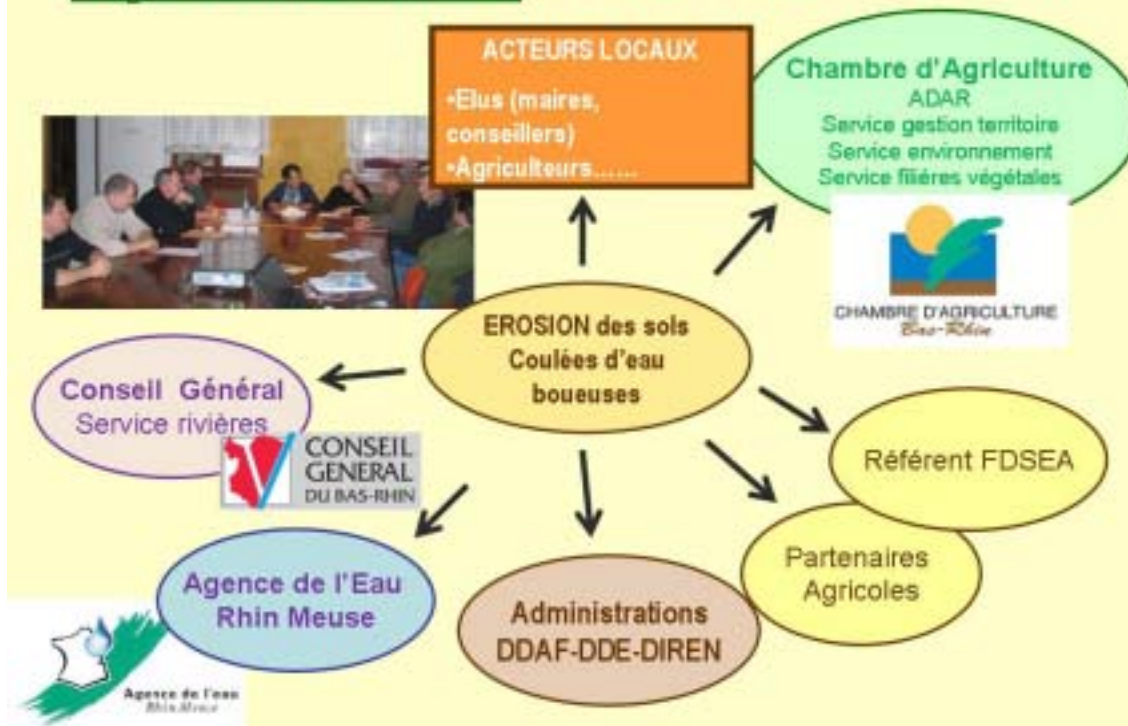 ACTEURS LOCAUX
•Elus (maires,
conseillers)
•Agriculteurs......
Chambre d'Agriculture
ADAR
Service gestion territoire
Service environnement
Service filières végétales
CHAMBRE D'AGRICULTURE
Bas-Rhin
EROSION des sols
Coulées d'eau
boueuses
Conseil Général
Service rivières
CONSEIL
GENERAL
DU BAS-RHIN
Référent FDSEA
Partenaires
Agricoles
Agence de l'Eau
Rhin Meuse
Administrations
DDAF-DDE-DIREN
Agence de l'eau
Rhin-Meuse